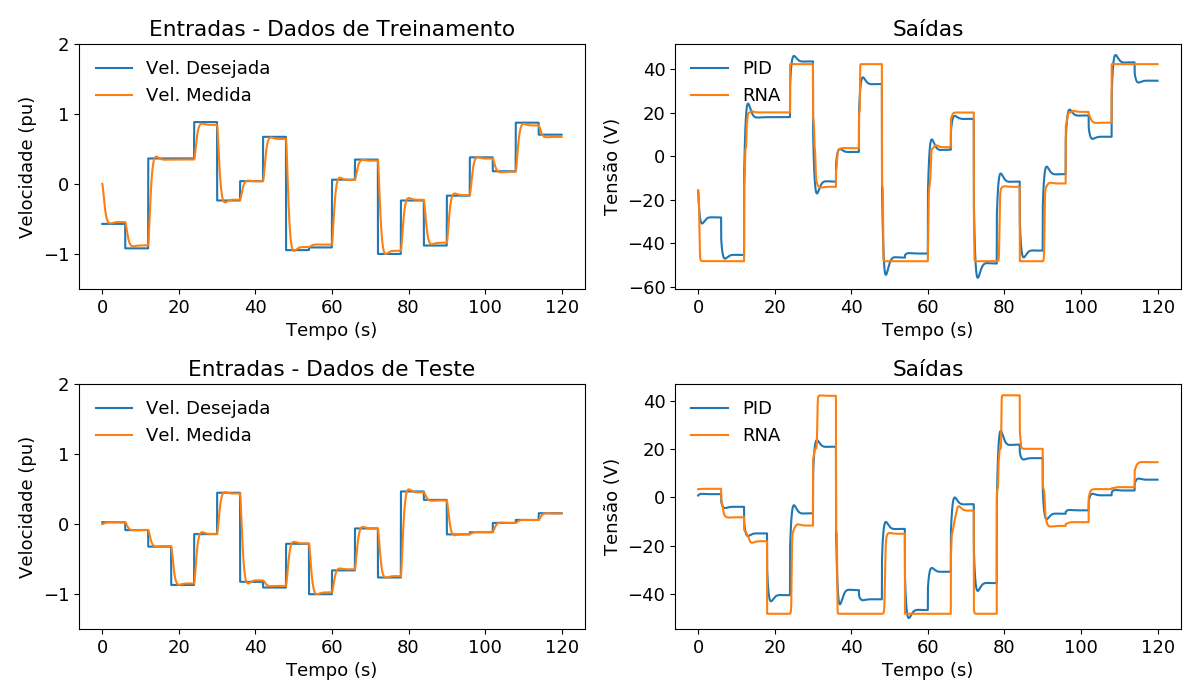 Entradas - Dados de Treinamento
Vel. Desejada
Vel. Medida
Velocidade (pu)
2
1
0
−1
0 20 40 60 80 100 120
Tempo (s)
Saídas
PID
RNA
Tensão (V)
40
20
0
−20
−40
−60
0 20 40 60 80 100 120
Tempo (s)
Entradas - Dados de Teste
Vel. Desejada
Vel. Medida
Velocidade (pu)
2
1
0
−1
0 20 40 60 80 100 120
Tempo (s)
Saídas
PID
RNA
Tensão (V)
40
20
0
−20
−40
0 20 40 60 80 100 120
Tempo (s)